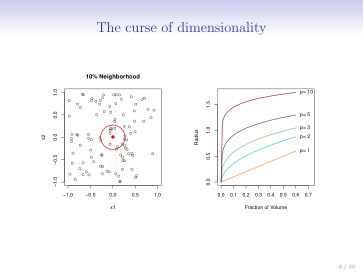 The curse of dimensionality
10% Neighborhood
1.0
0.5
0.0
−0.5
−1.0
x2
−1.0 −0.5 0.0 0.5 1.0
x1
1.5
1.0
0.5
0.0
Radius
p= 10
p= 5
p= 3
p= 2
p= 1
0.0 0.1 0.2 0.3 0.4 0.5 0.6 0.7
Fraction of Volume
8 / 30